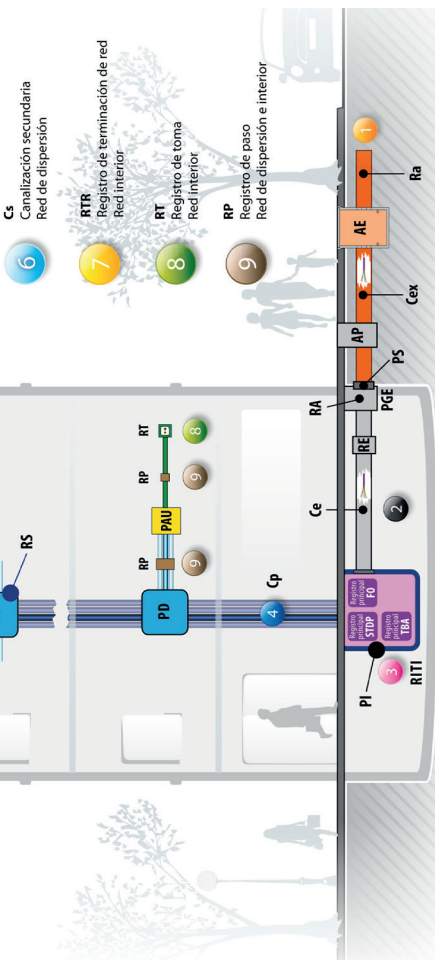 Cs
Canalización secundaria
Red de dispersión
6
RTR
Registro de terminación de red
Red interior
7
RT
Registro de toma
Red interior
8
RP
Registro de paso
Red de dispersión e interior
9
RS
PD
RP
9
PAU
RP
9
RT
8
4
Cp
PI
3
RITI
Registro
principal
STDP
Registro
principal
FO
Registro
principal
TBA
Ce
2
RE
RA
PGE
PS
AP
Cex
AE
Ra
1